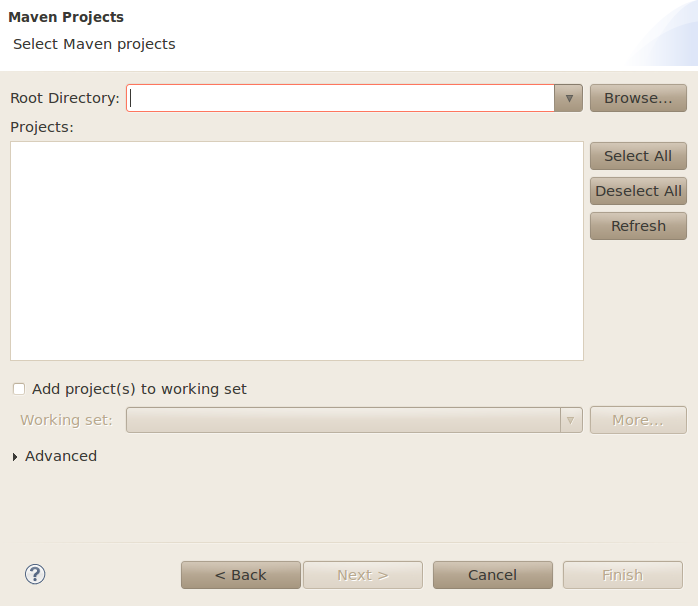 Maven Projects
Select Maven projects
Root Directory:
Browse...
Projects:
Select All
Deselect All
Refresh
Add project(s) to working set
Working set:
More...
Advanced
?
< Back
Next >
Cancel
Finish